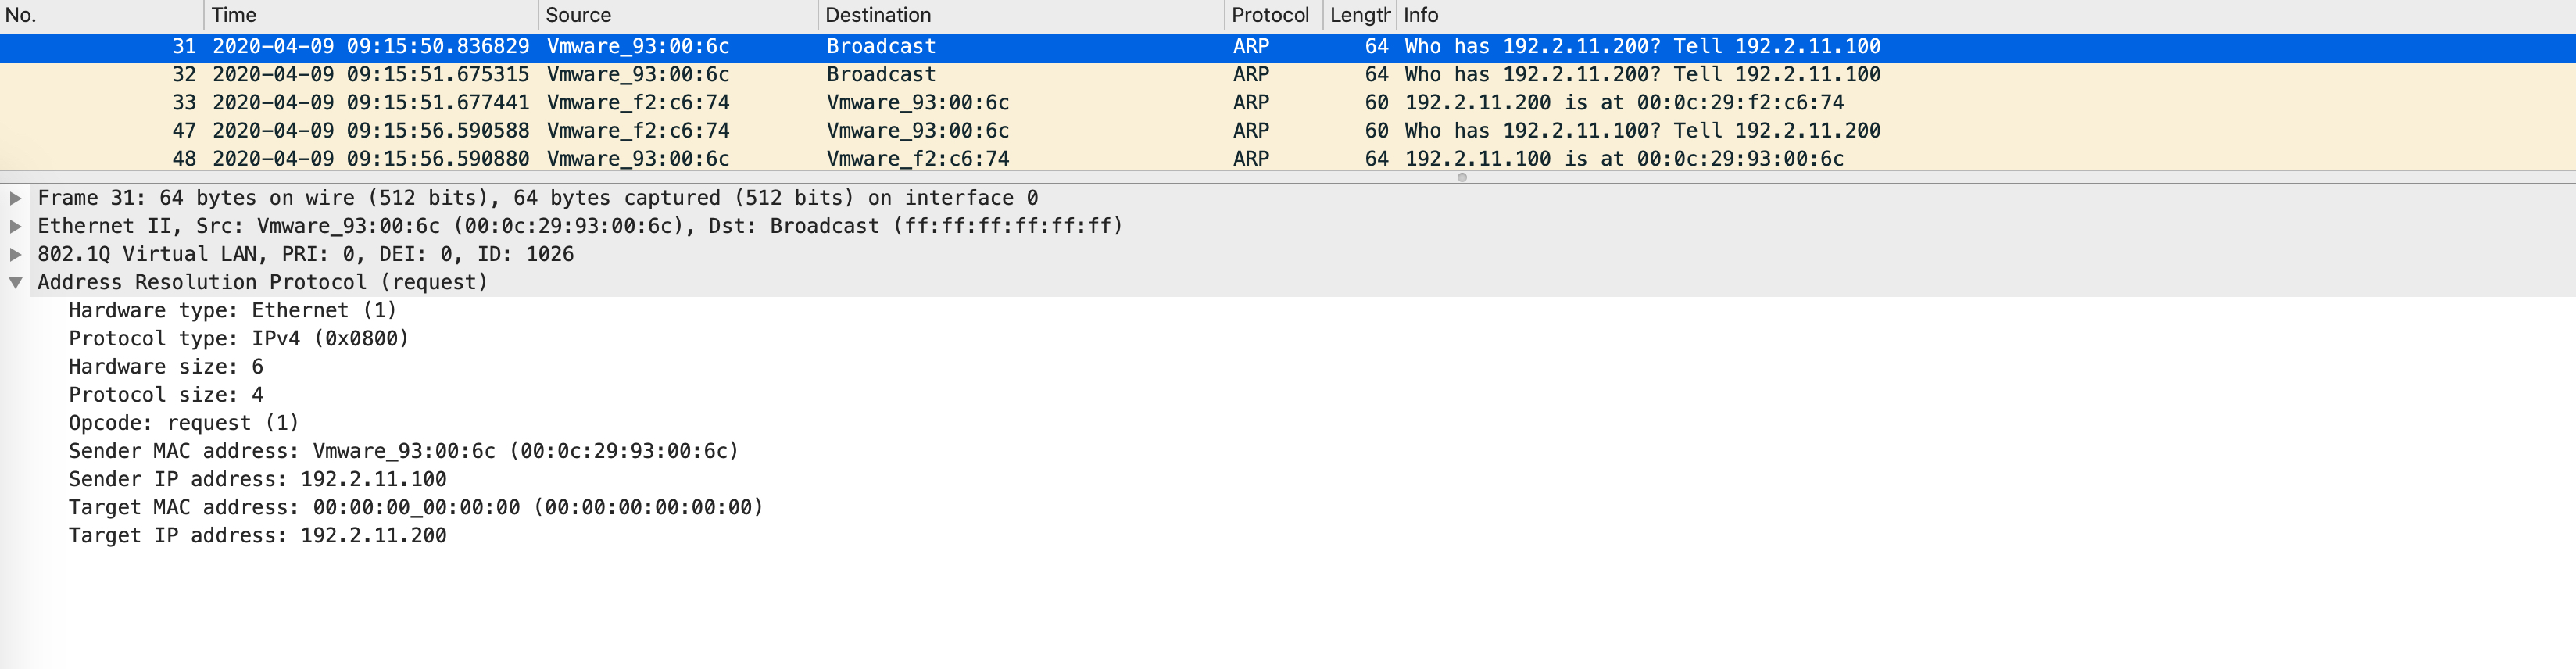 No. Time Source Destination Protocol Length Info
31 2020-04-09 09:15:50.836829 Vmware_93:00:6c Broadcast ARP 64 Who has 192.2.11.200? Tell 192.2.11.100
32 2020-04-09 09:15:51.675315 Vmware_93:00:6c Broadcast ARP 64 Who has 192.2.11.200? Tell 192.2.11.100
33 2020-04-09 09:15:51.677441 Vmware_f2:c6:74 Vmware_93:00:6c ARP 60 192.2.11.200 is at 00:0c:29:f2:c6:74
47 2020-04-09 09:15:56.590588 Vmware_f2:c6:74 Vmware_93:00:6c ARP 60 Who has 192.2.11.100? Tell 192.2.11.200
48 2020-04-09 09:15:56.590880 Vmware_93:00:6c Vmware_f2:c6:74 ARP 64 192.2.11.100 is at 00:0c:29:93:00:6c
Frame 31: 64 bytes on wire (512 bits), 64 bytes captured (512 bits) on interface 0
Ethernet II, Src: Vmware_93:00:6c (00:0c:29:93:00:6c), Dst: Broadcast (ff:ff:ff:ff:ff:ff)
802.1Q Virtual LAN, PRI: 0, DEI: 0, ID: 1026
Address Resolution Protocol (request)
Hardware type: Ethernet (1)
Protocol type: IPv4 (0x0800)
Hardware size: 6
Protocol size: 4
Opcode: request (1)
Sender MAC address: Vmware_93:00:6c (00:0c:29:93:00:6c)
Sender IP address: 192.2.11.100
Target MAC address: 00:00:00_00:00:00 (00:00:00:00:00:00)
Target IP address: 192.2.11.200